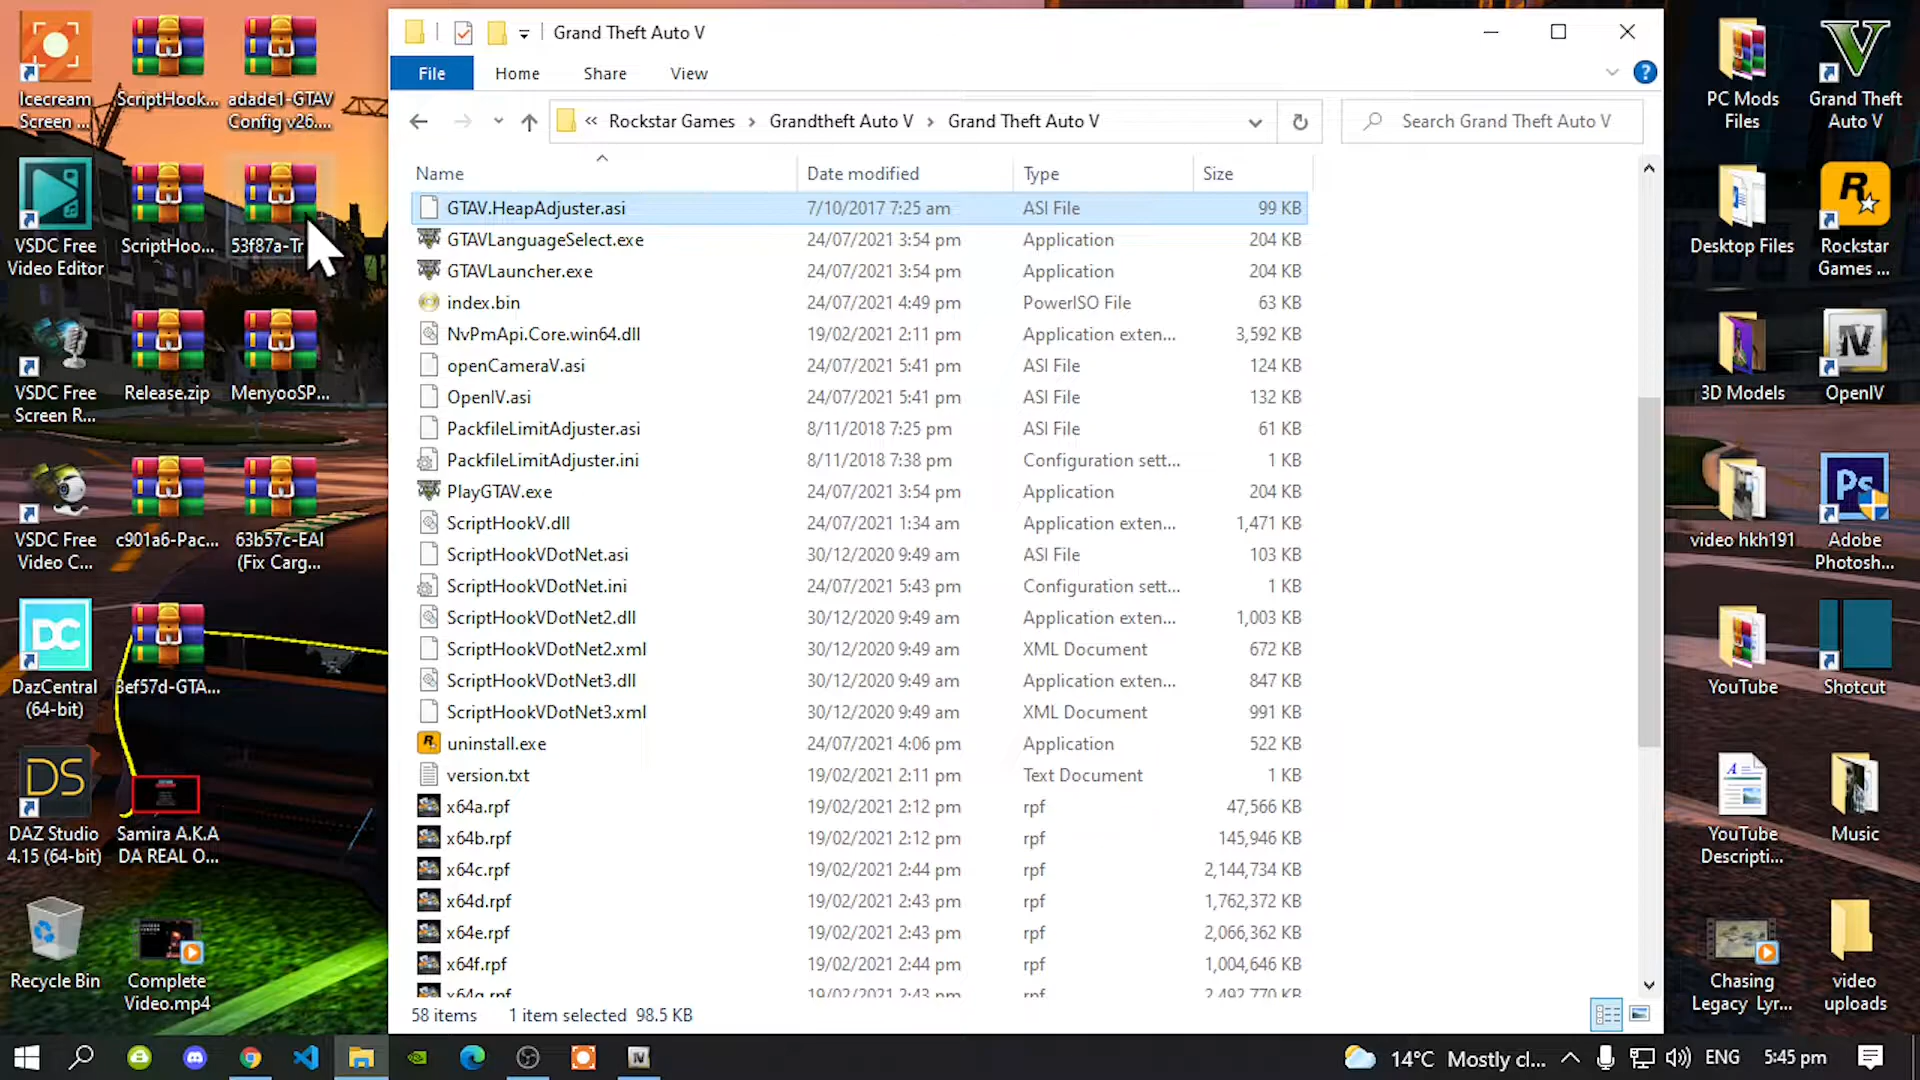 Icecream
Screen ...
ScriptHook...
adade1-GTAV
Config v26....
VSDC Free
Video Editor
ScriptHoo...
53f87a-Tr
VSDC Free
Screen R...
Release.zip
MenyooSP...
VSDC Free
Video C...
c901a6-Pac...
63b57c-EAI
(Fix Carg...
DazCentral
(64-bit)
3ef57d-GTA...
DAZ Studio
4.15 (64-bit)
Samira A.K.A
DA REAL O...
Recycle Bin
Complete
Video.mp4
Grand Theft Auto V
File Home Share View
« Rockstar Games > Grandtheft Auto V > Grand Theft Auto V
Search Grand Theft Auto V
Name Date modified Type Size
GTAV.HeapAdjuster.asi 7/10/2017 7:25 am ASI File 99 KB
GTAVLanguageSelect.exe 24/07/2021 3:54 pm Application 204 KB
GTAVLauncher.exe 24/07/2021 3:54 pm Application 204 KB
index.bin 24/07/2021 4:49 pm PowerISO File 63 KB
NvPmApi.Core.win64.dll 19/02/2021 2:11 pm Application exten... 3,592 KB
openCameraV.asi 24/07/2021 5:41 pm ASI File 124 KB
OpenIV.asi 24/07/2021 5:41 pm ASI File 132 KB
PackfileLimitAdjuster.asi 8/11/2018 7:25 pm ASI File 61 KB
PackfileLimitAdjuster.ini 8/11/2018 7:38 pm Configuration sett... 1 KB
PlayGTAV.exe 24/07/2021 3:54 pm Application 204 KB
ScriptHookV.dll 24/07/2021 1:34 am Application exten... 1,471 KB
ScriptHookVDotNet.asi 30/12/2020 9:49 am ASI File 103 KB
ScriptHookVDotNet.ini 24/07/2021 5:43 pm Configuration sett... 1 KB
ScriptHookVDotNet2.dll 30/12/2020 9:49 am Application exten... 1,003 KB
ScriptHookVDotNet2.xml 30/12/2020 9:49 am XML Document 672 KB
ScriptHookVDotNet3.dll 30/12/2020 9:49 am Application exten... 847 KB
ScriptHookVDotNet3.xml 30/12/2020 9:49 am XML Document 991 KB
uninstall.exe 24/07/2021 4:06 pm Application 522 KB
version.txt 19/02/2021 2:11 pm Text Document 1 KB
x64a.rpf 19/02/2021 2:12 pm rpf 47,566 KB
x64b.rpf 19/02/2021 2:12 pm rpf 145,946 KB
x64c.rpf 19/02/2021 2:44 pm rpf 2,144,734 KB
x64d.rpf 19/02/2021 2:43 pm rpf 1,762,372 KB
x64e.rpf 19/02/2021 2:43 pm rpf 2,066,362 KB
x64f.rpf 19/02/2021 2:44 pm rpf 1,004,646 KB
x64g.rpf 19/02/2021 2:43 pm rpf 2,492,770 KB
58 items 1 item selected 98.5 KB
PC Mods
Files
Grand Theft
Auto V
Desktop Files
Rockstar
Games ...
3D Models
OpenIV
video hkh191
Adobe
Photosh...
YouTube
Shotcut
YouTube
Descripti...
Music
Chasing
Legacy Lyr...
video
uploads
14°C Mostly cl... ENG 5:45 pm